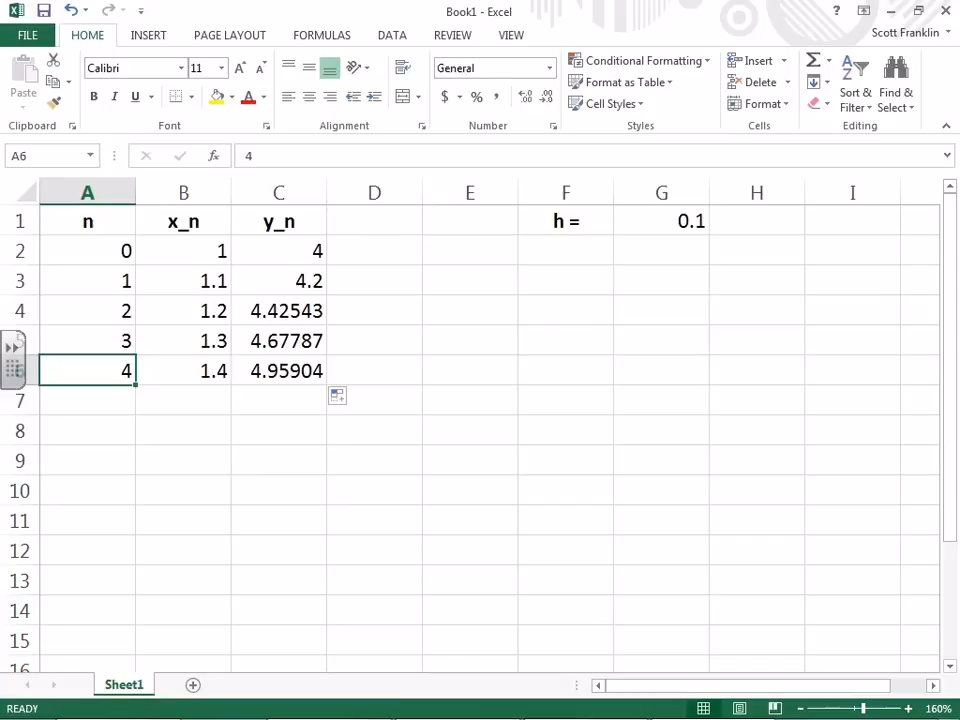 Book1 - Excel
?
FILE HOME INSERT PAGE LAYOUT FORMULAS DATA REVIEW VIEW Scott Franklin
Paste
Calibri 11
B I U
General
$ % ,
Conditional Formatting
Format as Table
Cell Styles
Insert
Delete
Format
Sort & Filter
Find & Select
Clipboard Font Alignment Number Styles Cells Editing
A6 fx 4
A B C D E F G H I
1 n x_n y_n h = 0.1
2 0 1 4
3 1 1.1 4.2
4 2 1.2 4.42543
5 3 1.3 4.67787
6 4 1.4 4.95904
7
8
9
10
11
12
13
14
15
16
Sheet1
READY 160%